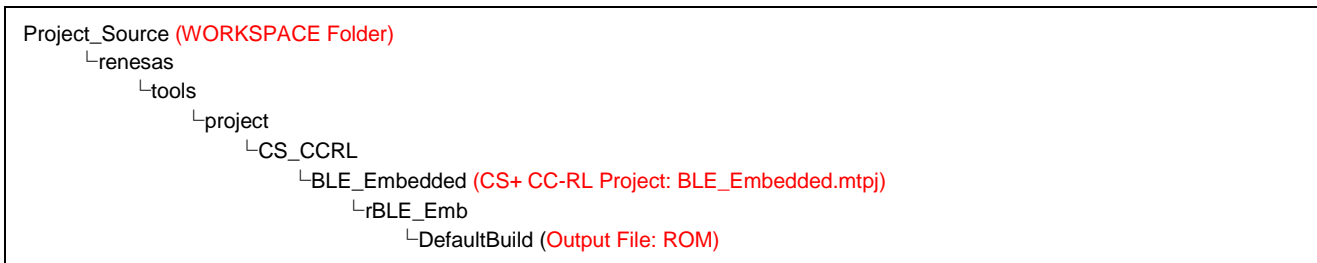 Project_Source (WORKSPACE Folder)
└renesas
└tools
└project
└CS_CCRL
└BLE_Embedded (CS+ CC-RL Project: BLE_Embedded.mtpj)
└rBLE_Emb
└DefaultBuild (Output File: ROM)